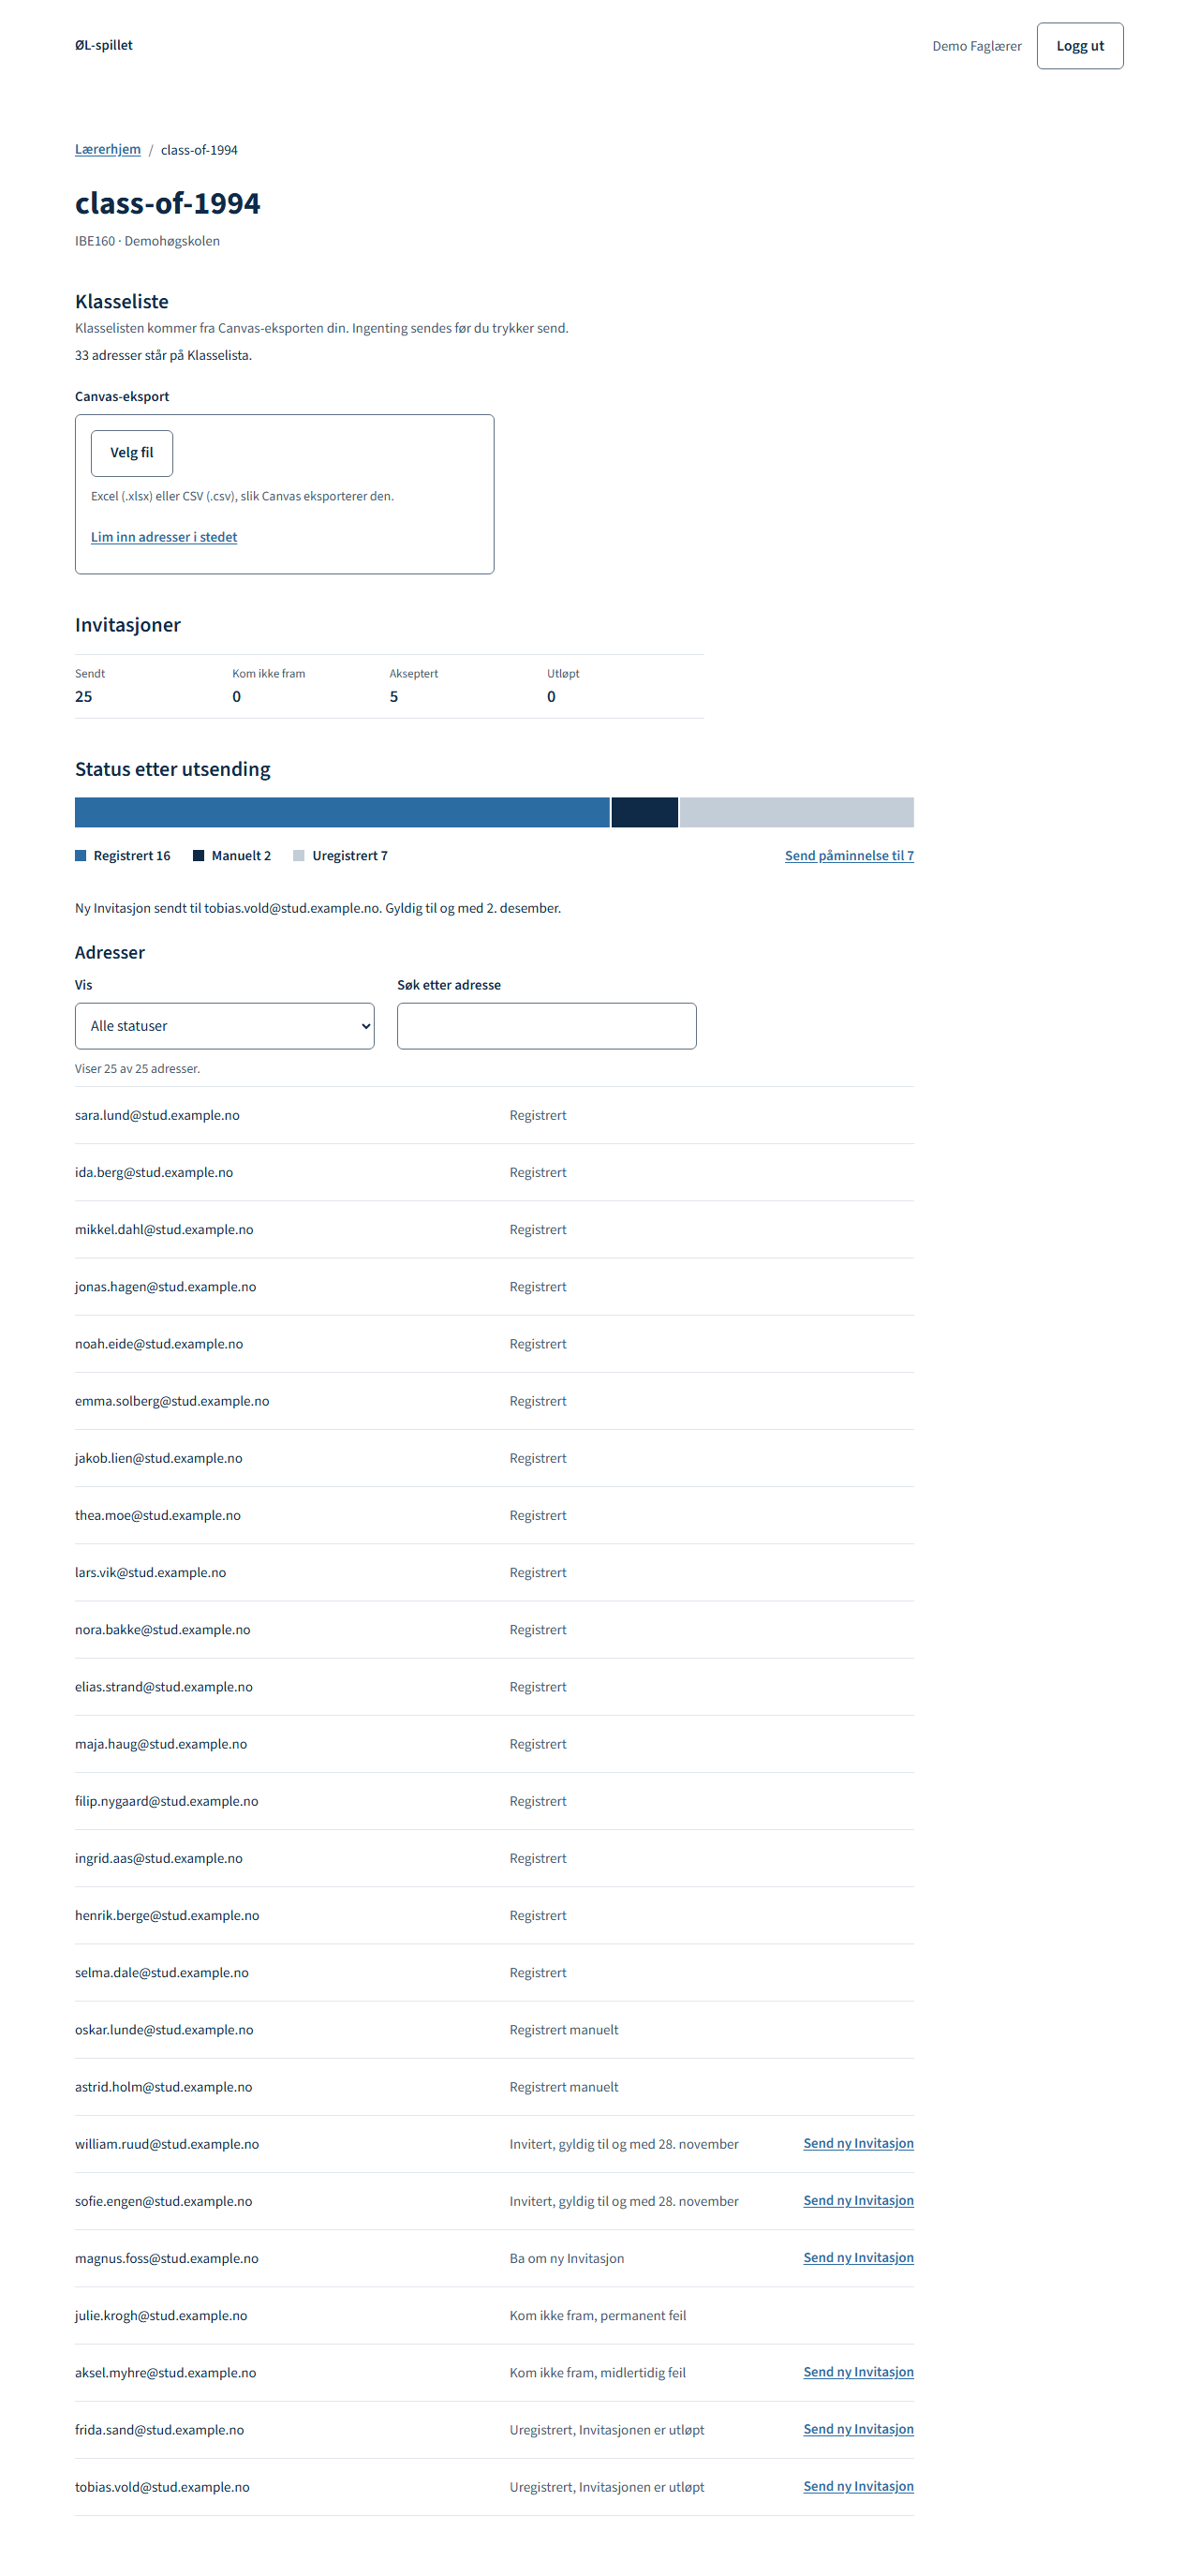 ØL-spillet
Demo Faglærer
Logg ut
Lærerhjem / class-of-1994
class-of-1994
IBE160 · Demohøgskolen
Klasseliste
Klasselisten kommer fra Canvas-eksporten din. Ingenting sendes før du trykker send.
33 adresser står på Klasselista.
Canvas-eksport
Velg fil
Excel (.xlsx) eller CSV (.csv), slik Canvas eksporterer den.
Lim inn adresser i stedet
Invitasjoner
Sendt Kom ikke fram Akseptert Utløpt
25 0 5 0
Status etter utsending
Registrert 16 Manuelt 2 Uregistrert 7 Send påminnelse til 7
Ny Invitasjon sendt til tobias.vold@stud.example.no. Gyldig til og med 2. desember.
Adresser
Vis Søk etter adresse
Alle statuser
Viser 25 av 25 adresser.
sara.lund@stud.example.no Registrert
ida.berg@stud.example.no Registrert
mikkel.dahl@stud.example.no Registrert
jonas.hagen@stud.example.no Registrert
noah.eide@stud.example.no Registrert
emma.solberg@stud.example.no Registrert
jakob.lien@stud.example.no Registrert
thea.moe@stud.example.no Registrert
lars.vik@stud.example.no Registrert
nora.bakke@stud.example.no Registrert
elias.strand@stud.example.no Registrert
maja.haug@stud.example.no Registrert
filip.nygaard@stud.example.no Registrert
ingrid.aas@stud.example.no Registrert
henrik.berge@stud.example.no Registrert
selma.dale@stud.example.no Registrert
oskar.lunde@stud.example.no Registrert manuelt
astrid.holm@stud.example.no Registrert manuelt
william.ruud@stud.example.no Invitert, gyldig til og med 28. november Send ny Invitasjon
sofie.engen@stud.example.no Invitert, gyldig til og med 28. november Send ny Invitasjon
magnus.foss@stud.example.no Ba om ny Invitasjon Send ny Invitasjon
julie.krogh@stud.example.no Kom ikke fram, permanent feil
aksel.myhre@stud.example.no Kom ikke fram, midlertidig feil Send ny Invitasjon
frida.sand@stud.example.no Uregistrert, Invitasjonen er utløpt Send ny Invitasjon
tobias.vold@stud.example.no Uregistrert, Invitasjonen er utløpt Send ny Invitasjon